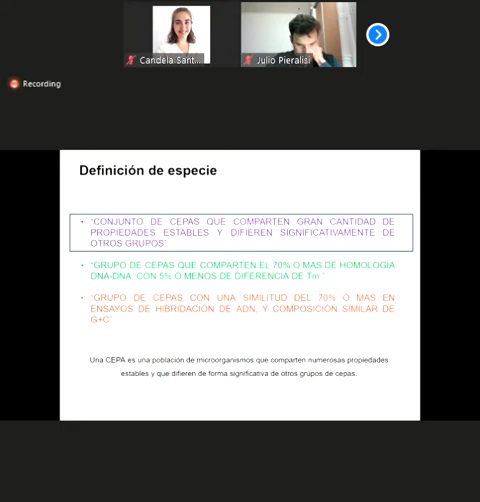 Candela Sant...
Julio Pieralisi
Recording
Definición de especie
• "CONJUNTO DE CEPAS QUE COMPARTEN GRAN CANTIDAD DE
PROPIEDADES ESTABLES Y DIFIEREN SIGNIFICATIVAMENTE DE
OTROS GRUPOS"
• "GRUPO DE CEPAS QUE COMPARTEN EL 70% O MAS DE HOMOLOGIA
DNA-DNA CON 5% O MENOS DE DIFERENCIA DE Tm "
• "GRUPO DE CEPAS CON UNA SIMILITUD DEL 70% O MAS EN
ENSAYOS DE HIBRIDACIÓN DE ADN, Y COMPOSICIÓN SIMILAR DE
G+C"
Una CEPA es una población de microorganismos que comparten numerosas propiedades
estables y que difieren de forma significativa de otros grupos de cepas.